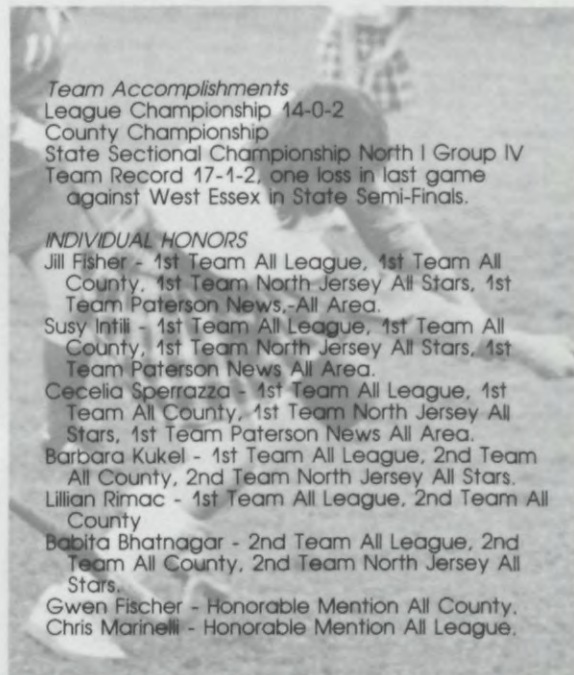 Team Accomplishments
League Championship 14-0-2
County Championship
State Sectional Championship North I Group IV
Team Record 17-1-2, one loss in last game
against West Essex in State Semi-Finals.
INDIVIDUAL HONORS
Jill Fisher - 1st Team All League, 1st Team All
County, 1st Team North Jersey All Stars, 1st
Team Paterson News,-All Area.
Susy Intili - 1st Team All League, 1st Team All
County, 1st Team North Jersey All Stars, 1st
Team Paterson News All Area.
Cecelia Sperrazza - 1st Team All League, 1st
Team All County, 1st Team North Jersey All
Stars, 1st Team Paterson News All Area.
Barbara Kukel - 1st Team All League, 2nd Team
All County, 2nd Team North Jersey All Stars.
Lillian Rimac - 1st Team All League, 2nd Team All
County
Babita Bhatnagar - 2nd Team All League, 2nd
Team All County, 2nd Team North Jersey All
Stars.
Gwen Fischer - Honorable Mention All County.
Chris Marinelli - Honorable Mention All League.